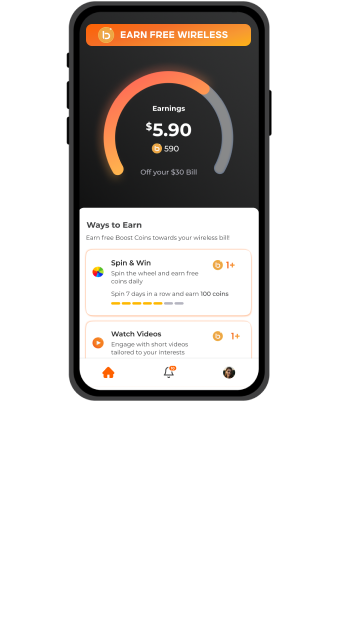 EARN FREE WIRELESS
Earnings
$5.90
590
Off your $30 Bill
Ways to Earn
Earn free Boost Coins towards your wireless bill!
Spin & Win
1+
Spin the wheel and earn free
coins daily
Spin 7 days in a row and earn 100 coins
Watch Videos
1+
Engage with short videos
tailored to your interests